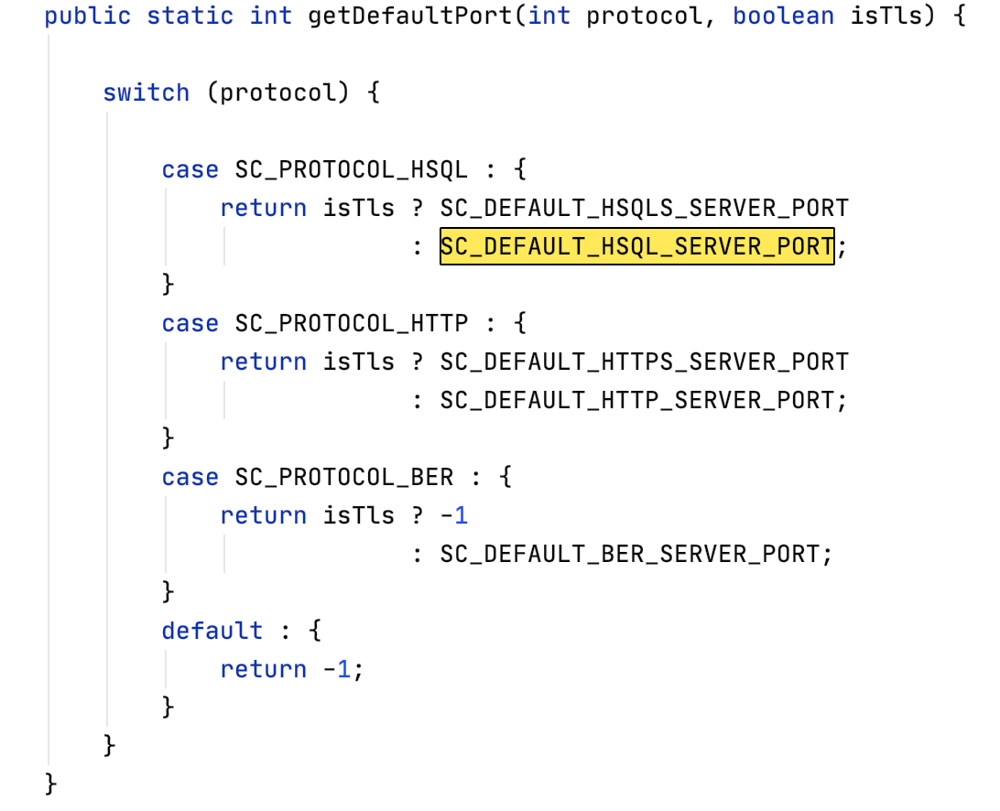 public static int getDefaultPort(int protocol, boolean isTls) {
switch (protocol) {
case SC_PROTOCOL_HSQL : {
return isTls ? SC_DEFAULT_HSQLS_SERVER_PORT
: SC_DEFAULT_HSQL_SERVER_PORT;
}
case SC_PROTOCOL_HTTP : {
return isTls ? SC_DEFAULT_HTTPS_SERVER_PORT
: SC_DEFAULT_HTTP_SERVER_PORT;
}
case SC_PROTOCOL_BER : {
return isTls ? -1
: SC_DEFAULT_BER_SERVER_PORT;
}
default : {
return -1;
}
}
}